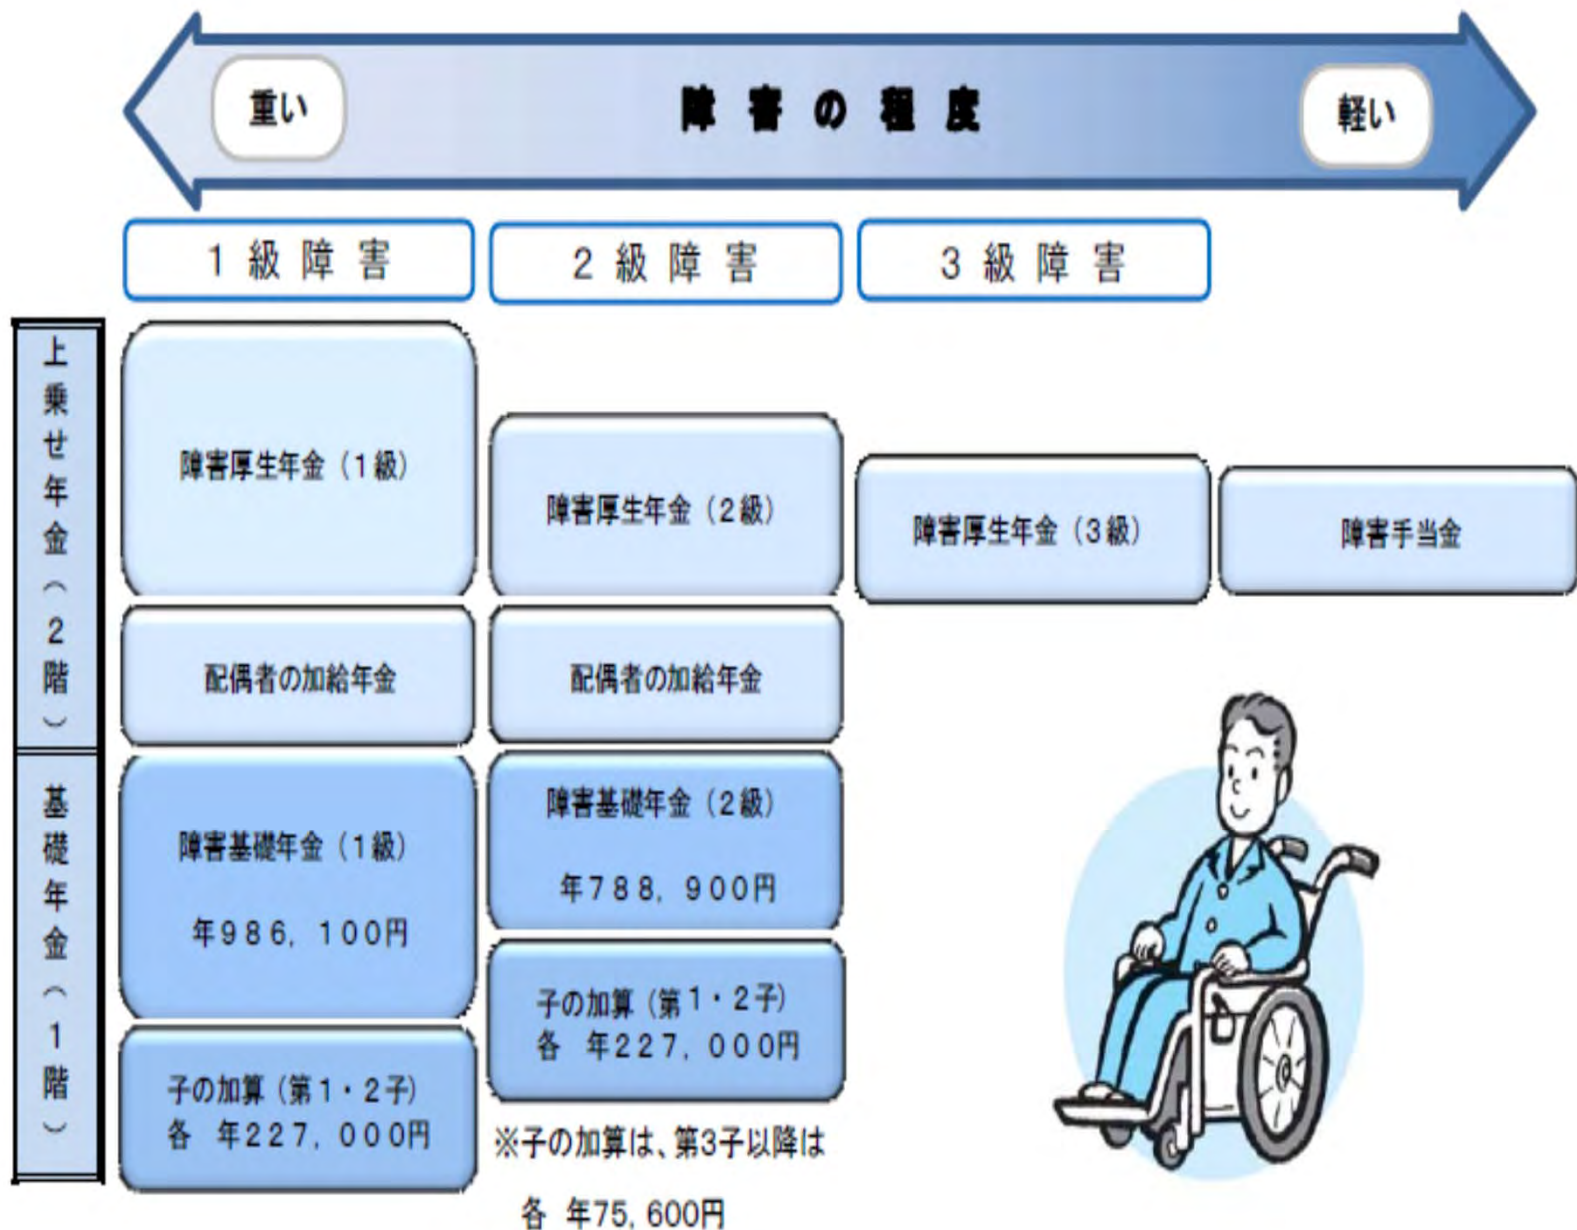 重い
障害の程度
軽い
1級障害
2級障害
3級障害
上乗せ年金（2階）
障害厚生年金（1級）
障害厚生年金（2級）
障害厚生年金（3級）
障害手当金
配偶者の加給年金
配偶者の加給年金
基礎年金（1階）
障害基礎年金（1級）
年986，100円
子の加算（第1・2子）
各 年227，000円
障害基礎年金（2級）
年788，900円
子の加算（第1・2子）
各 年227，000円
※子の加算は、第3子以降は
各 年75,600円